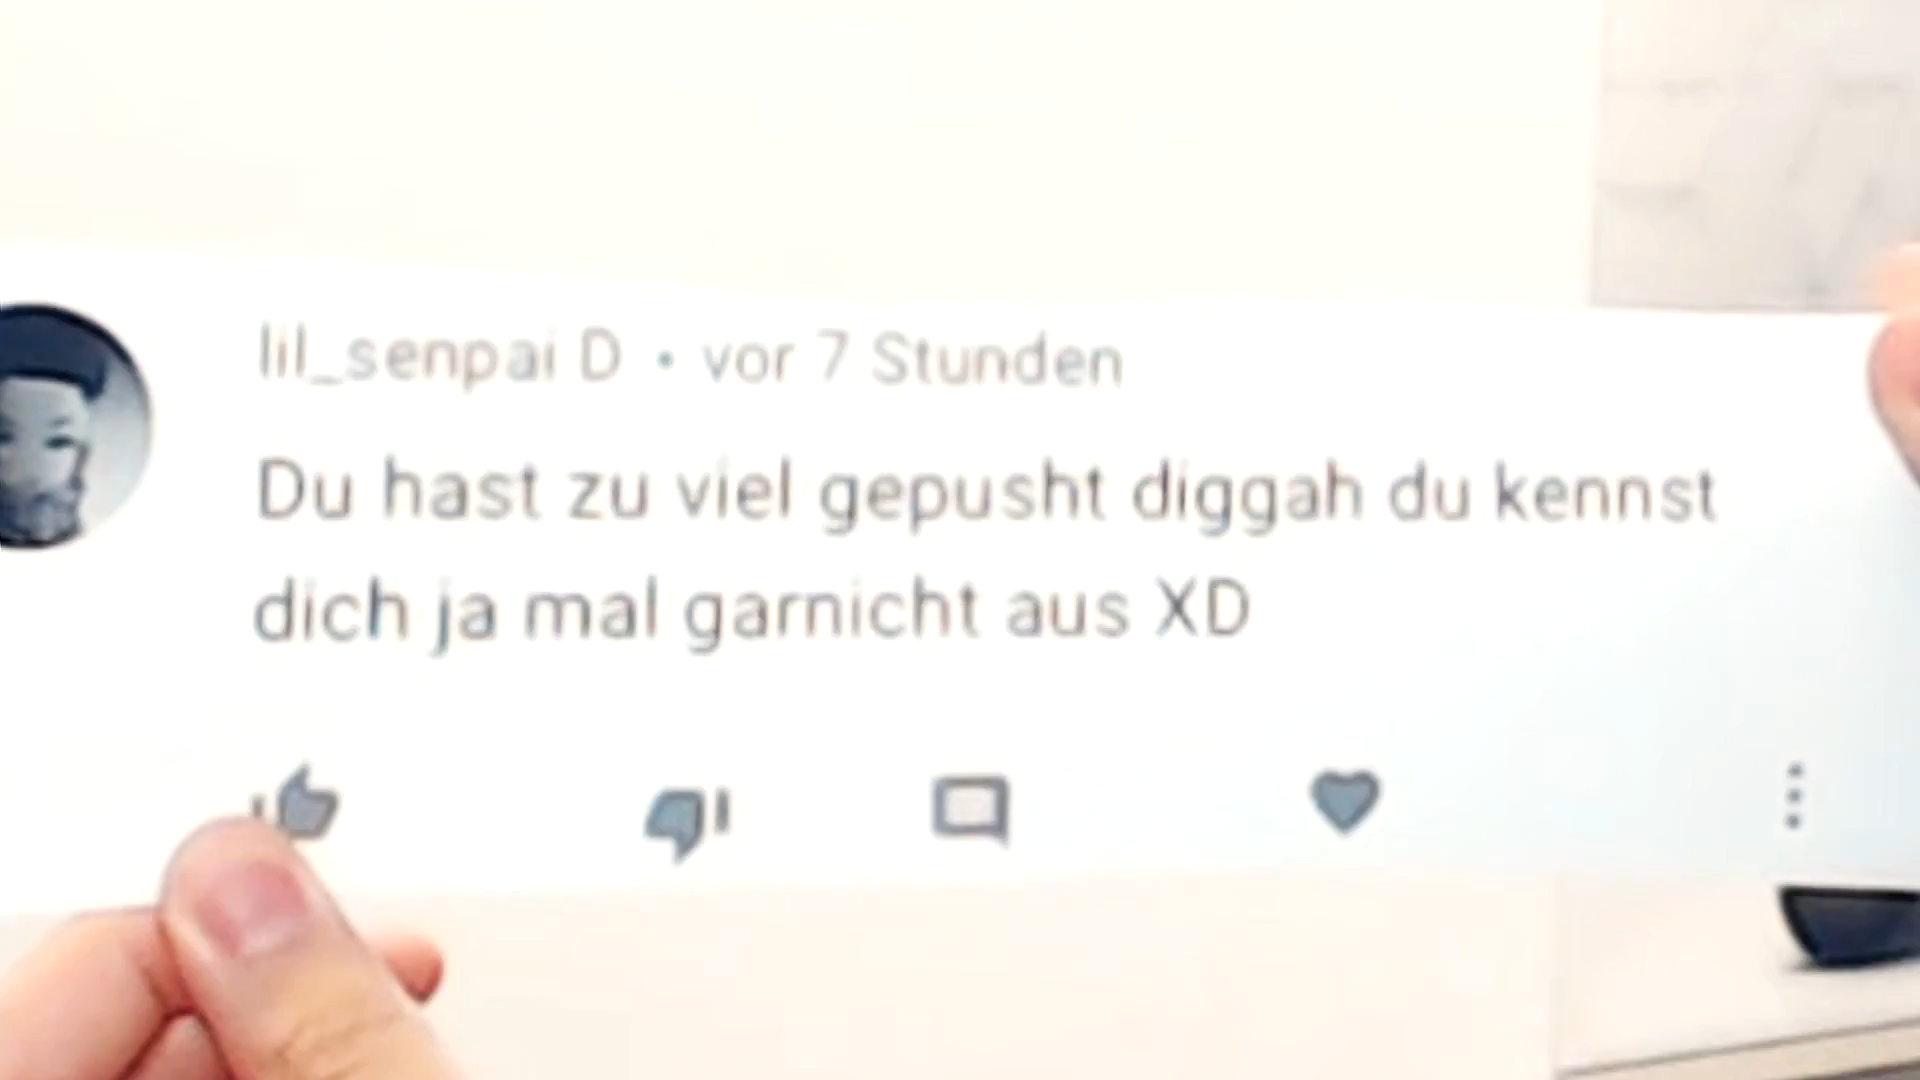 lil_senpai D • vor 7 Stunden
Du hast zu viel gepusht diggah du kennst
dich ja mal garnicht aus XD